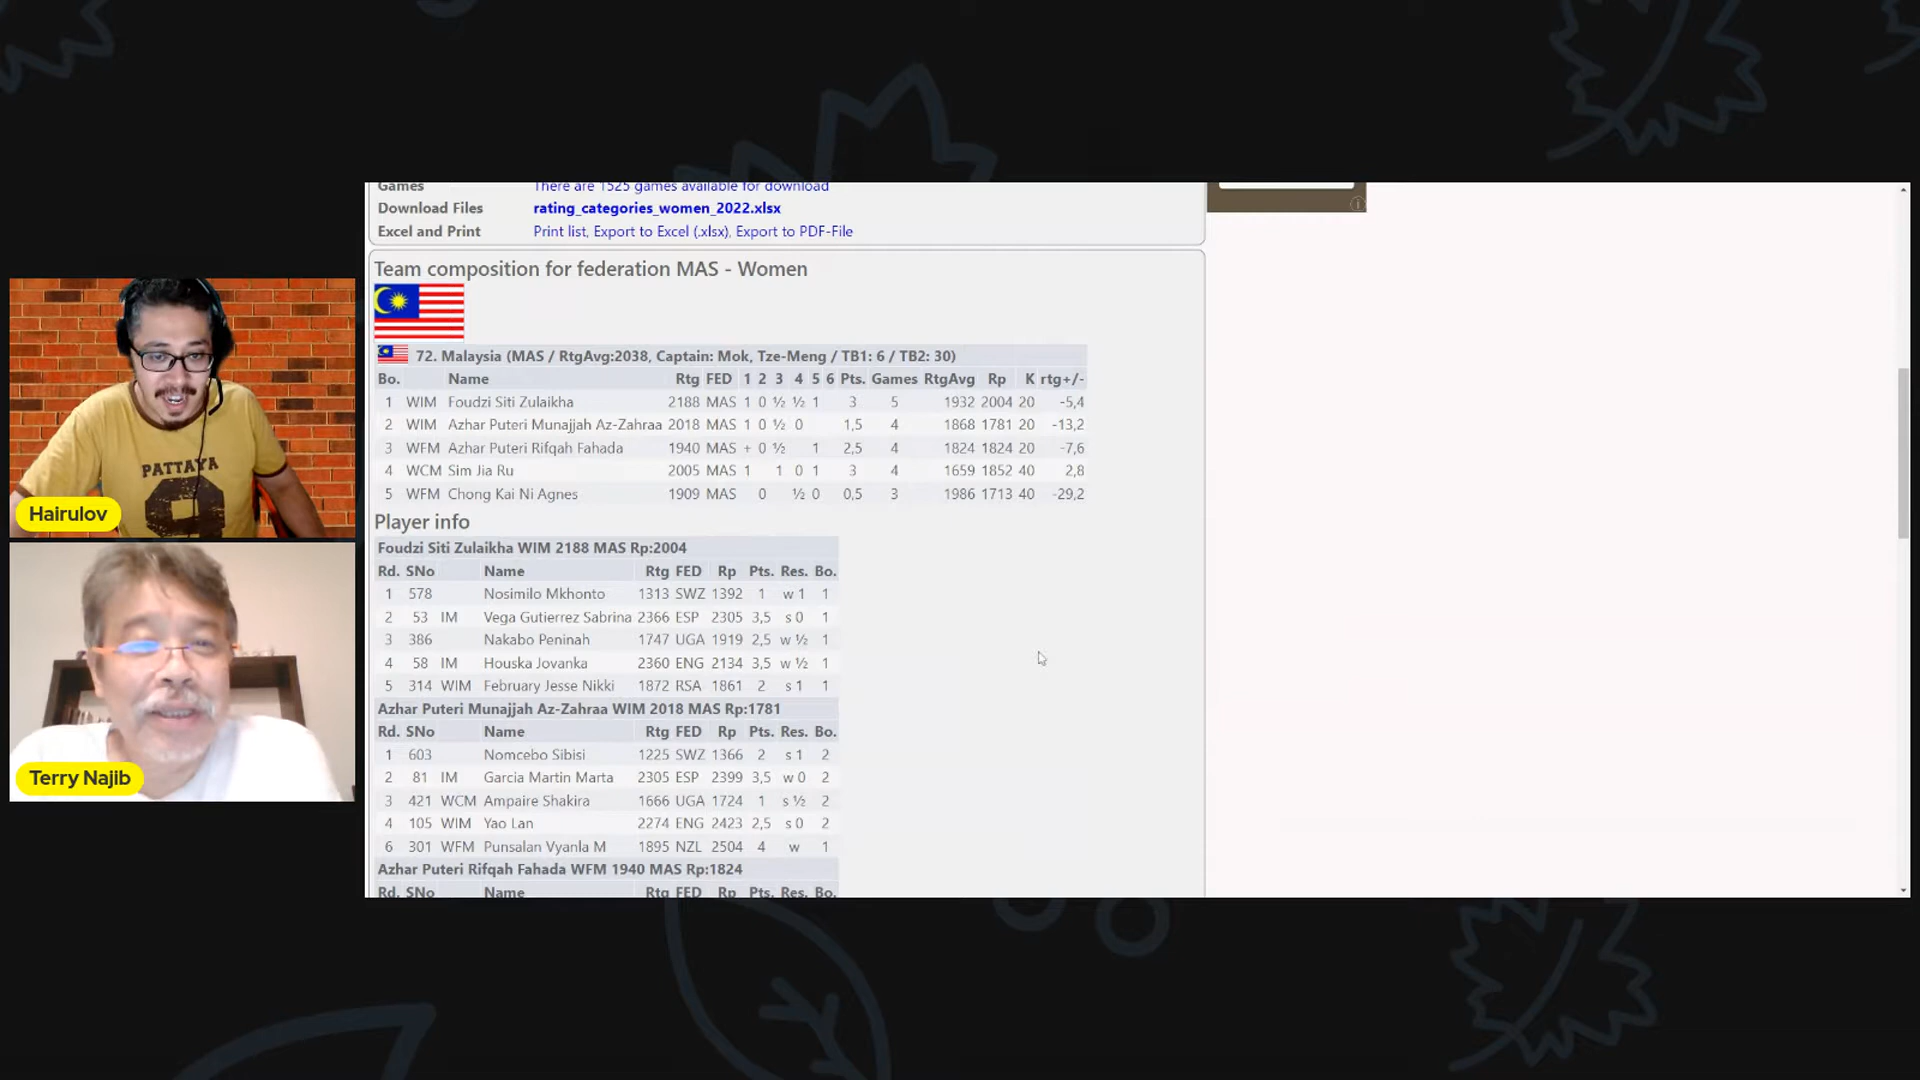 Games There are 1525 games available for download
Download Files rating_categories_women_2022.xlsx
Excel and Print Print list, Export to Excel (.xlsx), Export to PDF-File
Team composition for federation MAS - Women
72. Malaysia (MAS / RtgAvg:2038, Captain: Mok, Tze-Meng / TB1: 6 / TB2: 30)
Bo. Name Rtg FED 1 2 3 4 5 6 Pts. Games RtgAvg Rp K rtg+/-
1 WIM Foudzi Siti Zulaikha 2188 MAS 1 0 ½ ½ 1 3 5 1932 2004 20 -5,4
2 WIM Azhar Puteri Munajjah Az-Zahraa 2018 MAS 1 0 ½ 0 1,5 4 1868 1781 20 -13,2
3 WFM Azhar Puteri Rifqah Fahada 1940 MAS + 0 ½ 1 2,5 4 1824 1824 20 -7,6
4 WCM Sim Jia Ru 2005 MAS 1 1 0 1 3 4 1659 1852 40 2,8
5 WFM Chong Kai Ni Agnes 1909 MAS 0 ½ 0 0,5 3 1986 1713 40 -29,2
Player info
Foudzi Siti Zulaikha WIM 2188 MAS Rp:2004
Rd. SNo Name Rtg FED Rp Pts. Res. Bo.
1 578 Nosimilo Mkhonto 1313 SWZ 1392 1 w 1 1
2 53 IM Vega Gutierrez Sabrina 2366 ESP 2305 3,5 s 0 1
3 386 Nakabo Peninah 1747 UGA 1919 2,5 w ½ 1
4 58 IM Houska Jovanka 2360 ENG 2134 3,5 w ½ 1
5 314 WIM February Jesse Nikki 1872 RSA 1861 2 s 1 1
Azhar Puteri Munajjah Az-Zahraa WIM 2018 MAS Rp:1781
Rd. SNo Name Rtg FED Rp Pts. Res. Bo.
1 603 Nomcebo Sibisi 1225 SWZ 1366 2 s 1 2
2 81 IM Garcia Martin Marta 2305 ESP 2399 3,5 w 0 2
3 421 WCM Ampaire Shakira 1666 UGA 1724 1 s ½ 2
4 105 WIM Yao Lan 2274 ENG 2423 2,5 s 0 2
6 301 WFM Punsalan Vyanla M 1895 NZL 2504 4 w 1
Azhar Puteri Rifqah Fahada WFM 1940 MAS Rp:1824
Rd. SNo Name Rtg FED Rp Pts. Res. Bo.
PATTAYA
Hairulov
Terry Najib